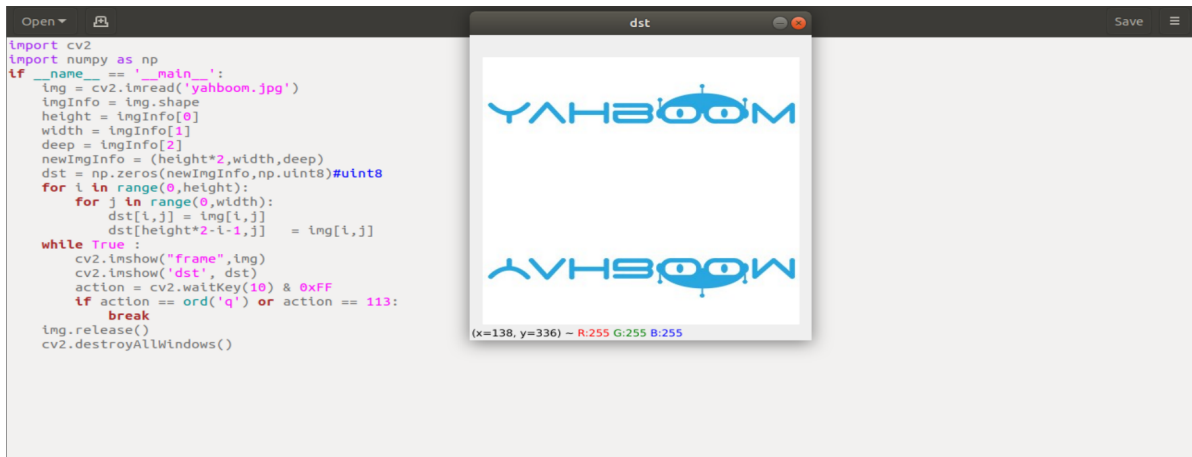 Open
dst
Save
import cv2
import numpy as np
if __name__ == '__main__':
    img = cv2.imread('yahboom.jpg')
    imgInfo = img.shape
    height = imgInfo[0]
    width = imgInfo[1]
    deep = imgInfo[2]
    newImgInfo = (height*2,width,deep)
    dst = np.zeros(newImgInfo,np.uint8)#uint8
    for i in range(0,height):
        for j in range(0,width):
            dst[i,j] = img[i,j]
            dst[height*2-i-1,j]   = img[i,j]
    while True :
        cv2.imshow("frame",img)
        cv2.imshow('dst', dst)
        action = cv2.waitKey(10) & 0xFF
        if action == ord('q') or action == 113:
            break
    img.release()
    cv2.destroyAllWindows()
YAHBOOM
YAHBOOM
(x=138, y=336) ~ R:255 G:255 B:255